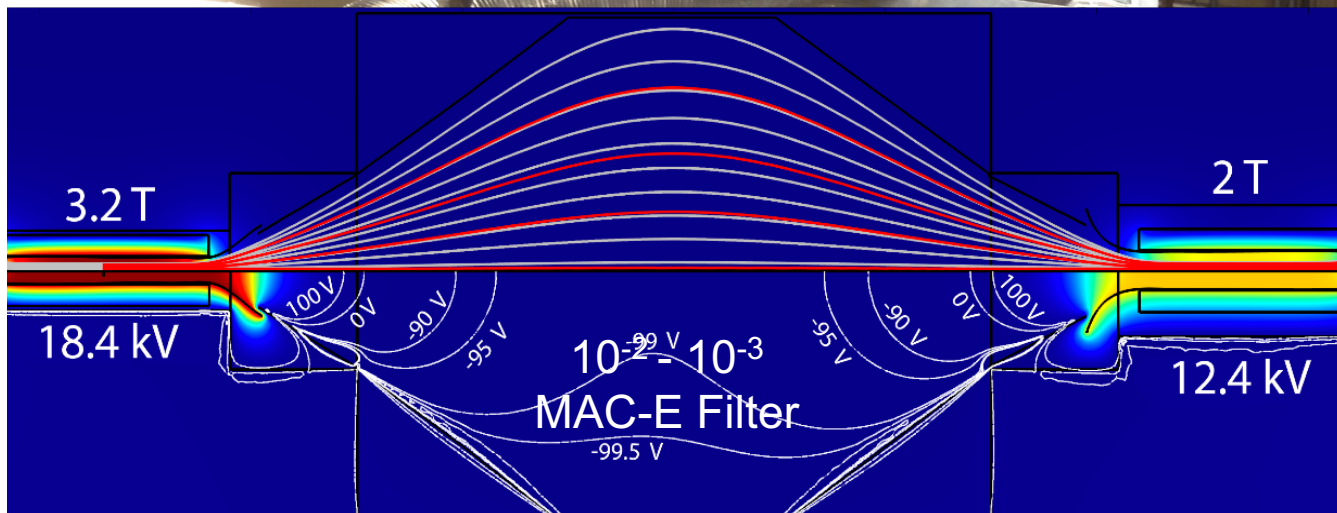 3.2 T
2 T
18.4 kV
12.4 kV
100 V
0 V
-90 V
-95 V
-95 V
-90 V
0 V
100 V
-99 V
10⁻² - 10⁻³
MAC-E Filter
-99.5 V